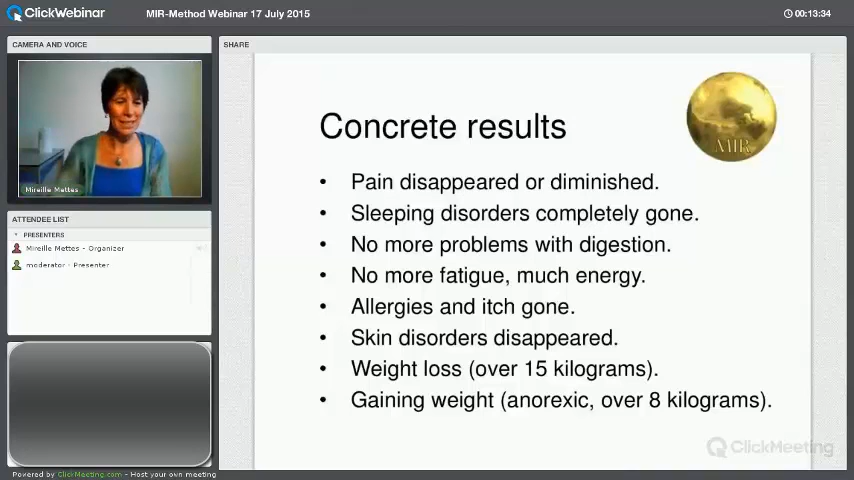 ClickWebinar
MIR-Method Webinar 17 July 2015
00:13:34
CAMERA AND VOICE
Mireille Mettes
ATTENDEE LIST
PRESENTERS
Mireille Mettes - Organizer
moderator - Presenter
Powered by ClickMeeting.com - Host your own meeting
SHARE
Concrete results
MIR
• Pain disappeared or diminished.
• Sleeping disorders completely gone.
• No more problems with digestion.
• No more fatigue, much energy.
• Allergies and itch gone.
• Skin disorders disappeared.
• Weight loss (over 15 kilograms).
• Gaining weight (anorexic, over 8 kilograms).
ClickMeeting